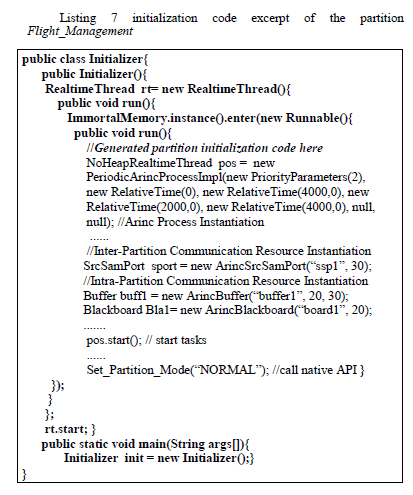 Listing 7 initialization code excerpt of the partition
Flight_Management
public class Initializer{
public Initializer(){
RealtimeThread rt= new RealtimeThread(){
public void run(){
ImmortalMemory.instance().enter(new Runnable(){
public void run(){
//Generated partition initialization code here
NoHeapRealtimeThread pos = new
PeriodicArincProcessImpl(new PriorityParameters(2),
new RelativeTime(0), new RelativeTime(4000,0), new
RelativeTime(2000,0), new RelativeTime(4000,0), null,
null); //Arinc Process Instantiation
......
//Inter-Partition Communication Resource Instantiation
SrcSamPort sport = new ArincSrcSamPort(“ssp1”, 30);
//Intra-Partition Communication Resource Instantiation
Buffer buff1 = new ArincBuffer(“buffer1”, 20, 30);
Blackboard Bla1= new ArincBlackboard(“board1”, 20);
.......
pos.start(); // start tasks
......
Set_Partition_Mode(“NORMAL”); //call native API }
});
}
};
rt.start; }
public static void main(String args[]){
Initializer init = new Initializer();}
}